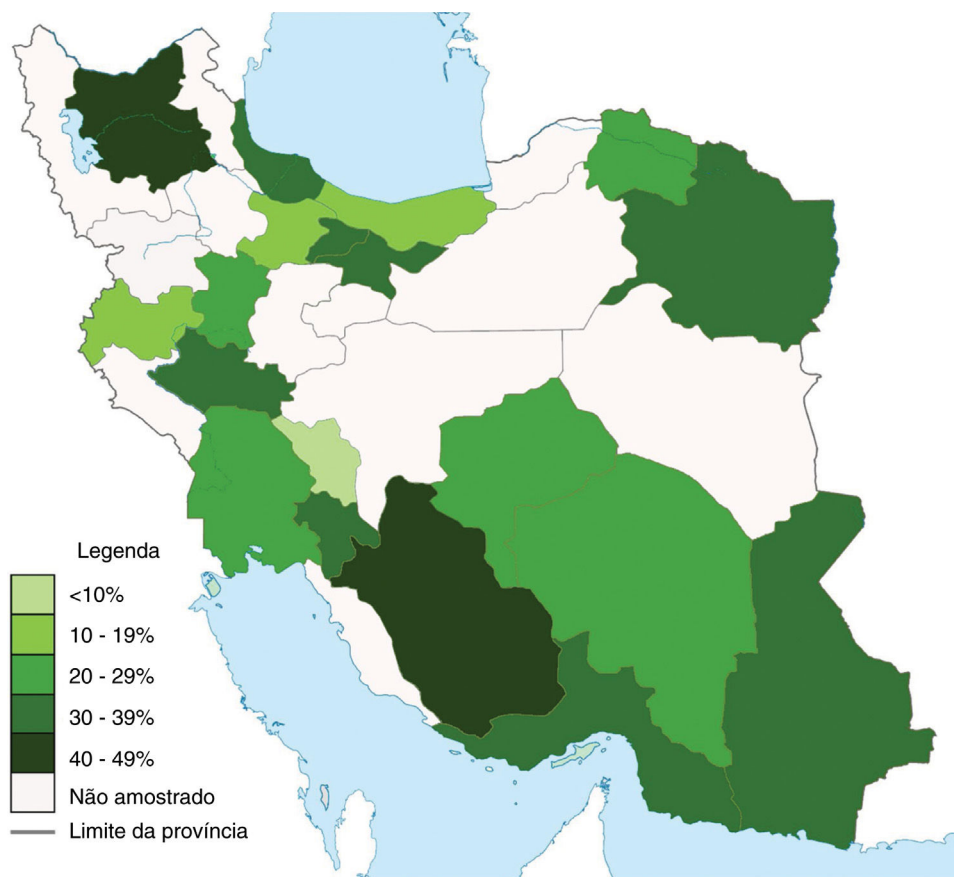 Legenda
<10%
10 - 19%
20 - 29%
30 - 39%
40 - 49%
Não amostrado
Limite da província